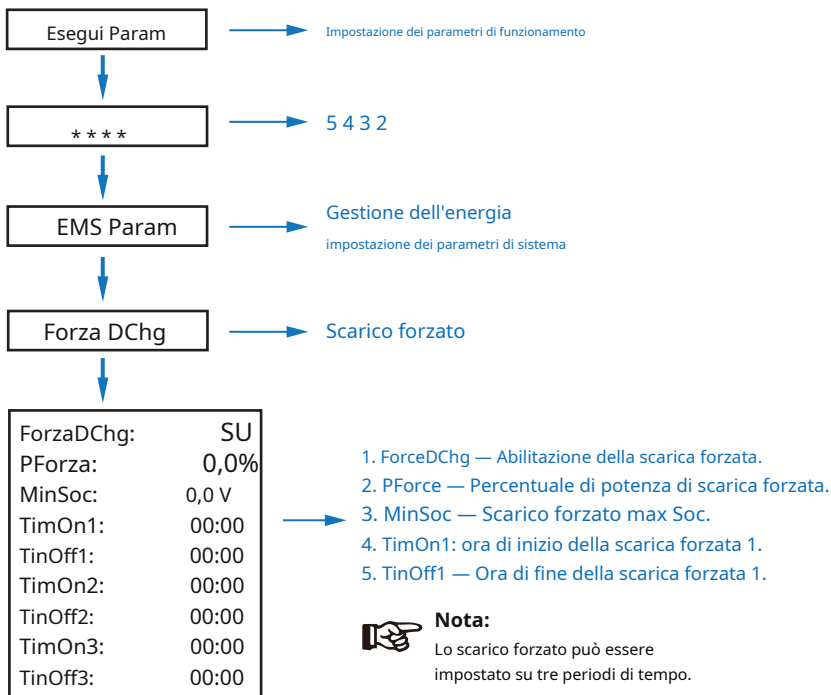 Esegui Param
Impostazione dei parametri di funzionamento
* * * *
5 4 3 2
EMS Param
Gestione dell'energia
impostazione dei parametri di sistema
Forza DChg
Scarico forzato
ForzaDChg: SU
PForza: 0,0%
MinSoc: 0,0 V
TimOn1: 00:00
TinOff1: 00:00
TimOn2: 00:00
TinOff2: 00:00
TimOn3: 00:00
TinOff3: 00:00
1. ForceDChg — Abilitazione della scarica forzata.
2. PForce — Percentuale di potenza di scarica forzata.
3. MinSoc — Scarico forzato max Soc.
4. TimOn1: ora di inizio della scarica forzata 1.
5. TinOff1 — Ora di fine della scarica forzata 1.
Nota:
Lo scarico forzato può essere
impostato su tre periodi di tempo.